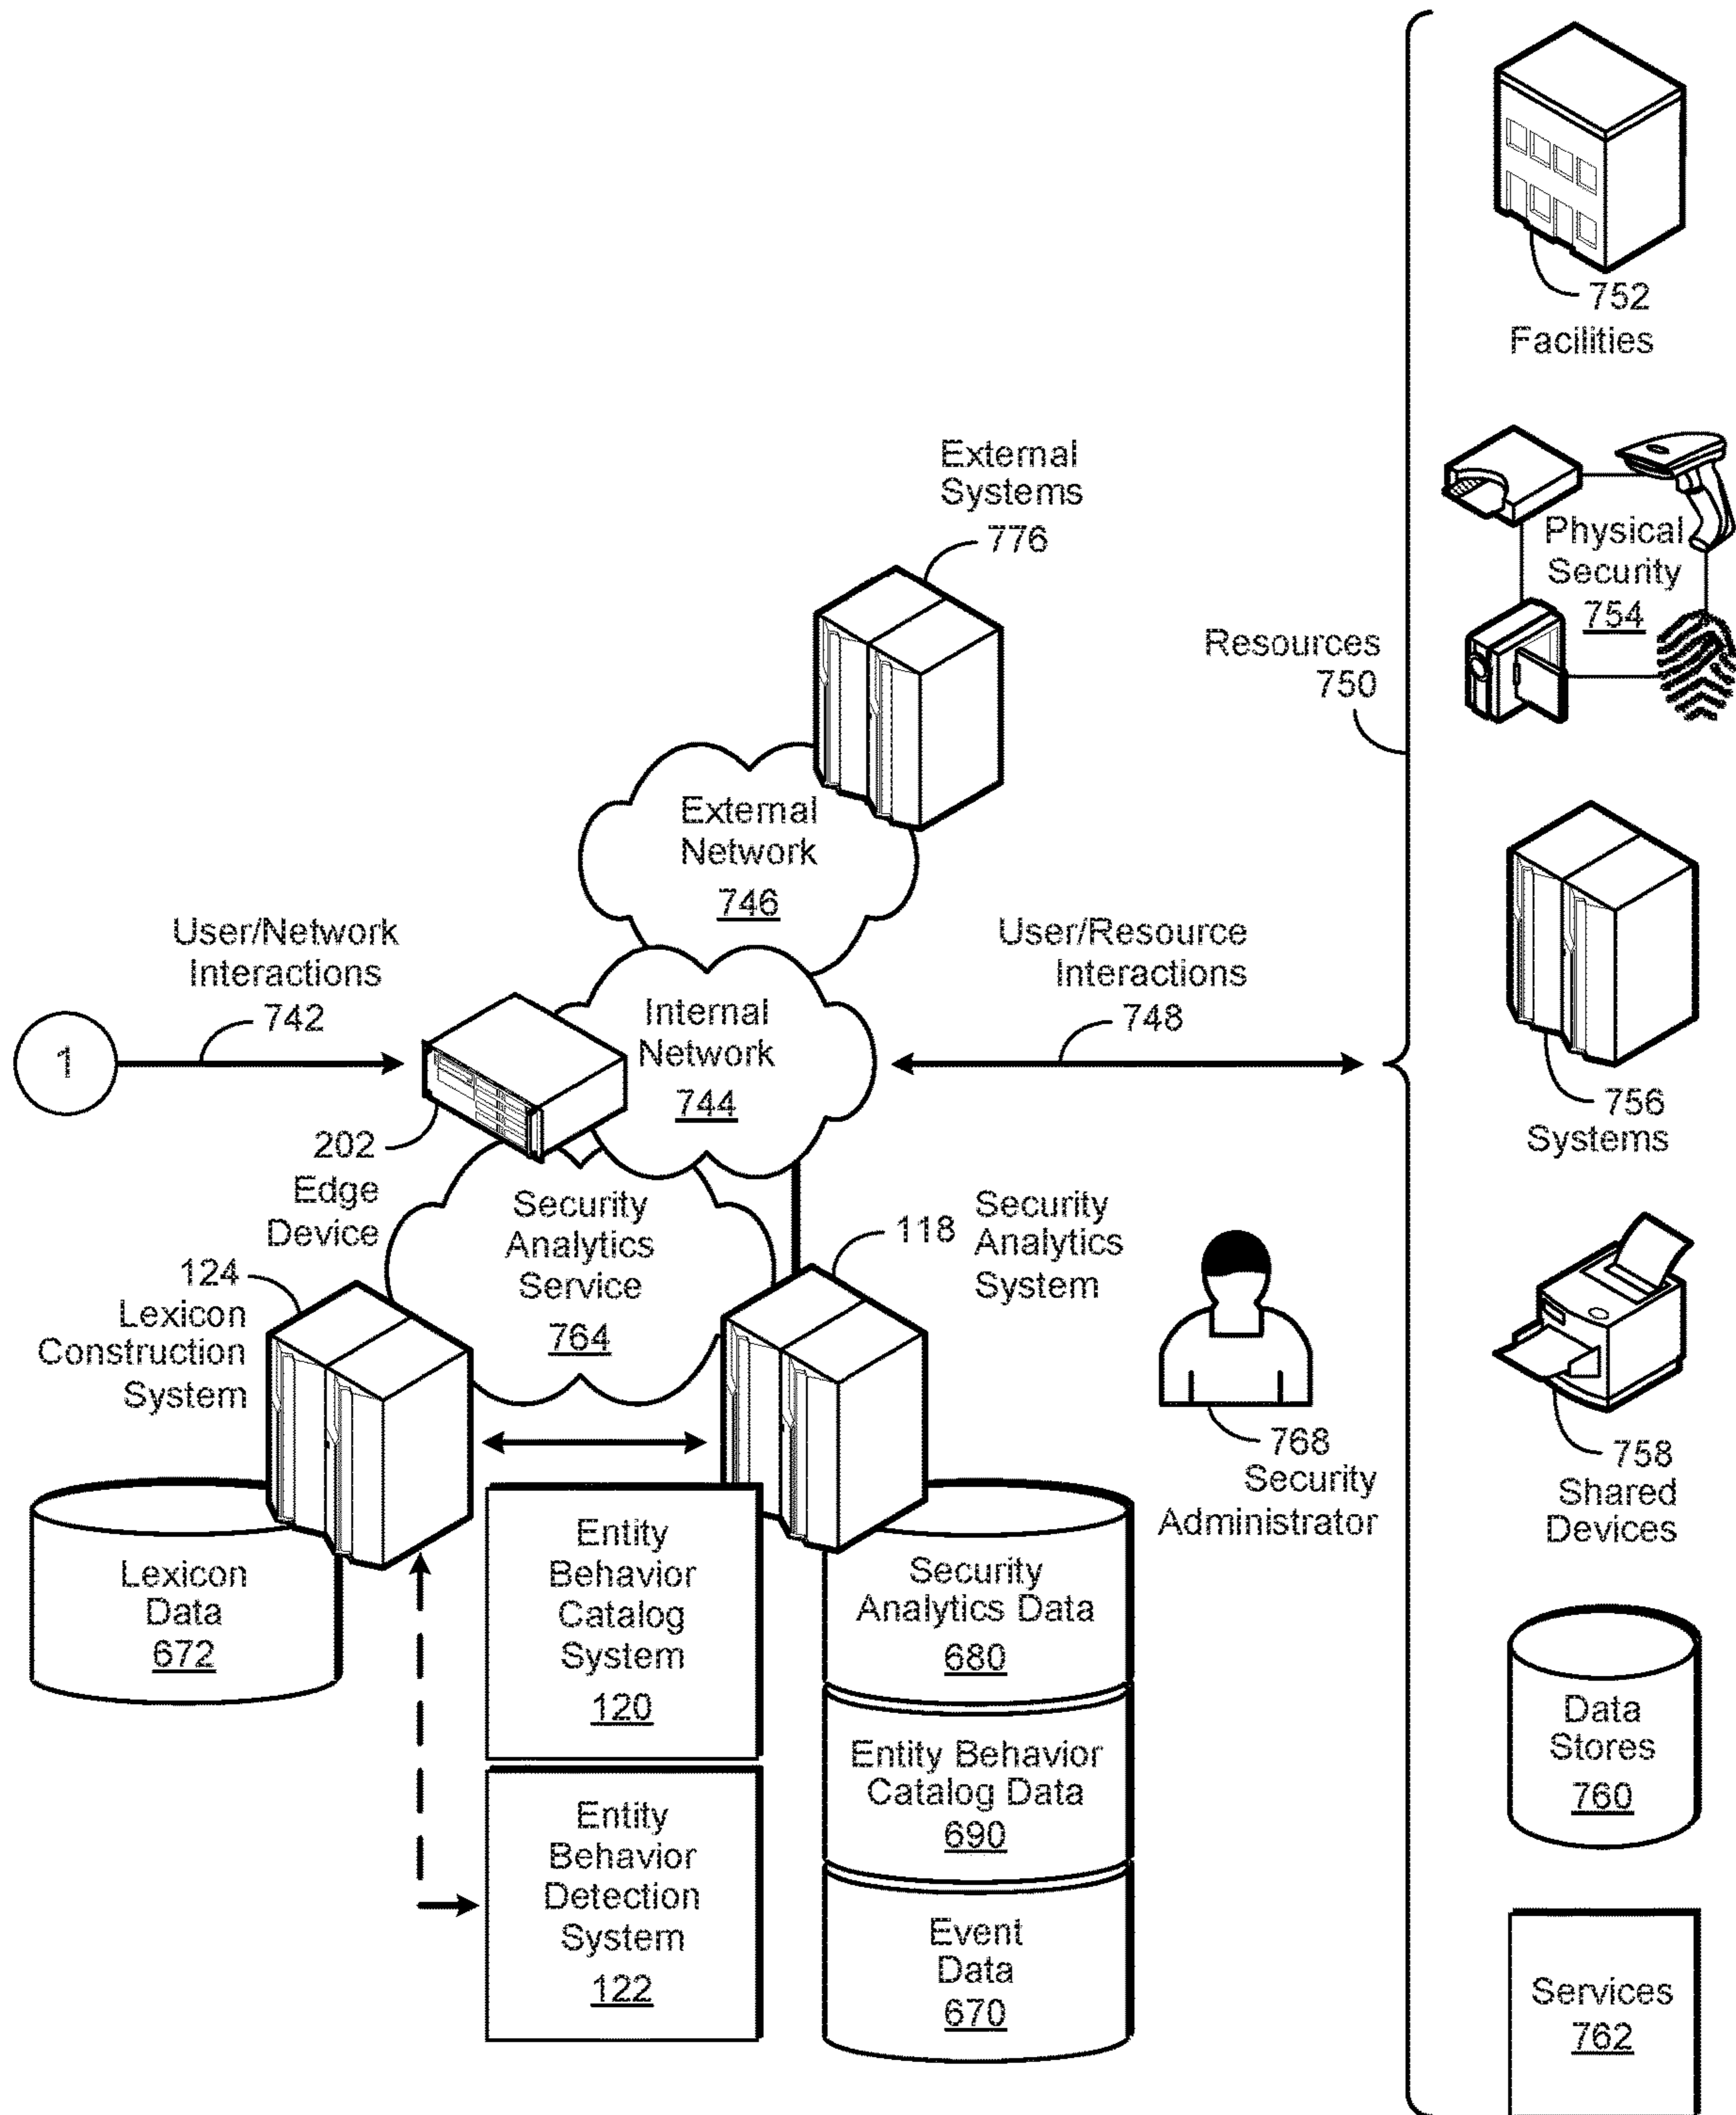 752
Facilities
External
Systems
776
Physical
Security
754
Resources
750
External
Network
746
User/Network
Interactions
742
User/Resource
Interactions
748
1
Internal
Network
744
756
Systems
202
Edge
Device
Security
Analytics
Service
764
118
Security
Analytics
System
124
Lexicon
Construction
System
768
Security
Administrator
758
Shared
Devices
Lexicon
Data
672
Entity
Behavior
Catalog
System
120
Security
Analytics Data
680
Entity Behavior
Catalog Data
690
Data
Stores
760
Entity
Behavior
Detection
System
122
Event
Data
670
Services
762